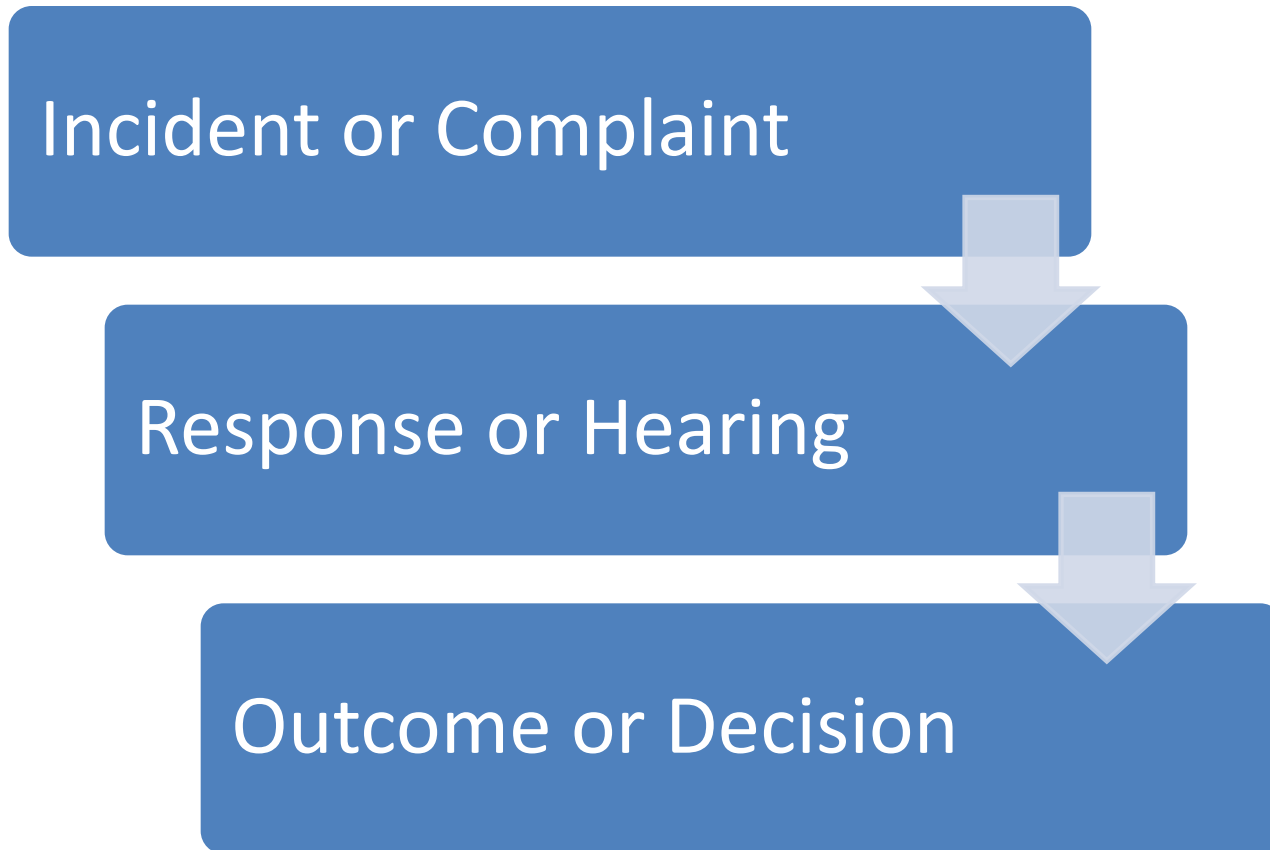 Incident or Complaint
Response or Hearing
Outcome or Decision